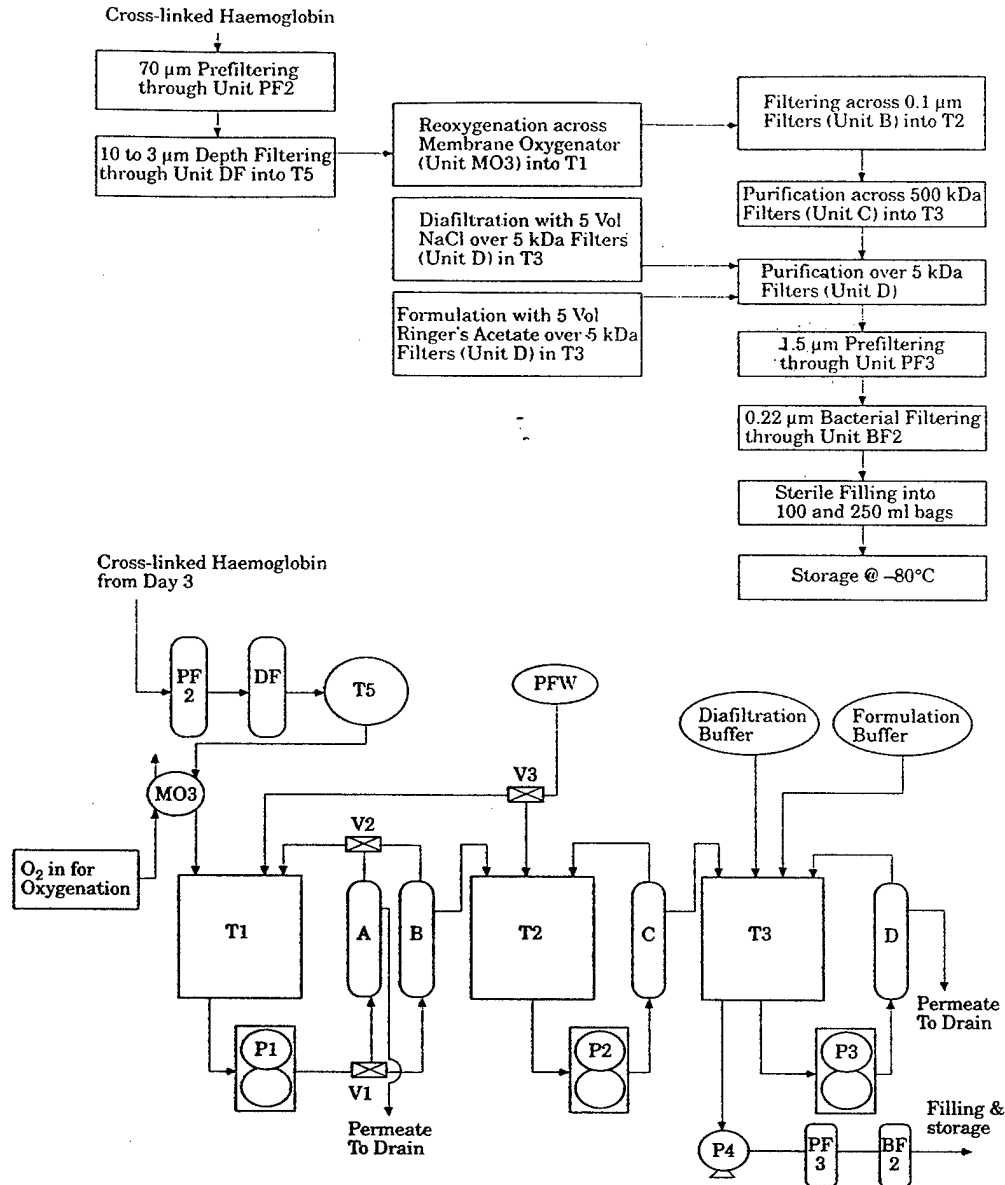 Cross-linked Haemoglobin
70 µm Prefiltering
through Unit PF2
10 to 3 µm Depth Filtering
through Unit DF into T5
Reoxygenation across
Membrane Oxygenator
(Unit MO3) into T1
Diafiltration with 5 Vol
NaCl over 5 kDa Filters
(Unit D) in T3
Formulation with 5 Vol
Ringer's Acetate over 5 kDa
Filters (Unit D) in T3
Filtering across 0.1 µm
Filters (Unit B) into T2
Purification across 500 kDa
Filters (Unit C) into T3
Purification over 5 kDa
Filters (Unit D)
1.5 µm Prefiltering
through Unit PF3
0.22 µm Bacterial Filtering
through Unit BF2
Sterile Filling into
100 and 250 ml bags
Storage @ –80°C
Cross-linked Haemoglobin
from Day 3
PF
2
DF
T5
PFW
Diafiltration
Buffer
Formulation
Buffer
MO3
V3
V2
O2 in for
Oxygenation
T1
A
B
T2
C
T3
D
Permeate
To Drain
P1
V1
P2
P3
Permeate
To Drain
Filling &
storage
P4
PF
3
BF
2